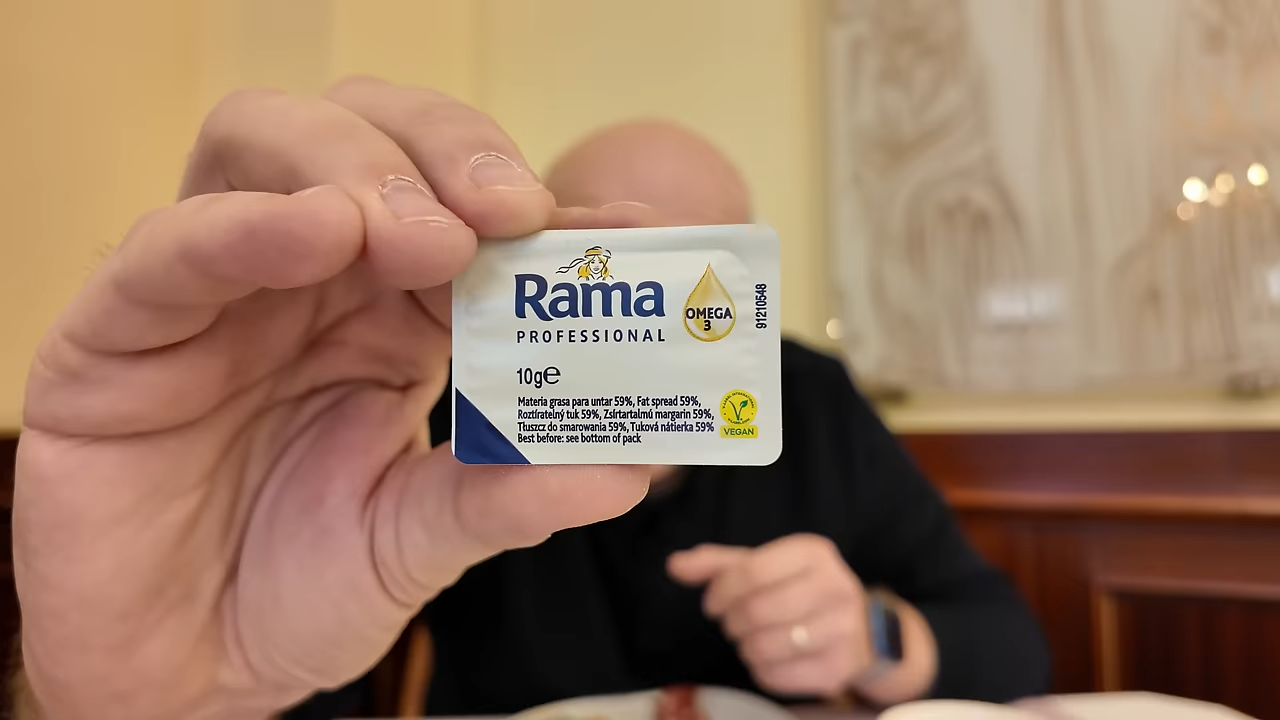 Rama
PROFESSIONAL
OMEGA
3
91210548
10g℮
Materia grasa para untar 59%, Fat spread 59%,
Roztíratelný tuk 59%, Zsírtartalmú margarin 59%,
Tłuszcz do smarowania 59%, Tuková nátierka 59%
Best before: see bottom of pack
VEGAN